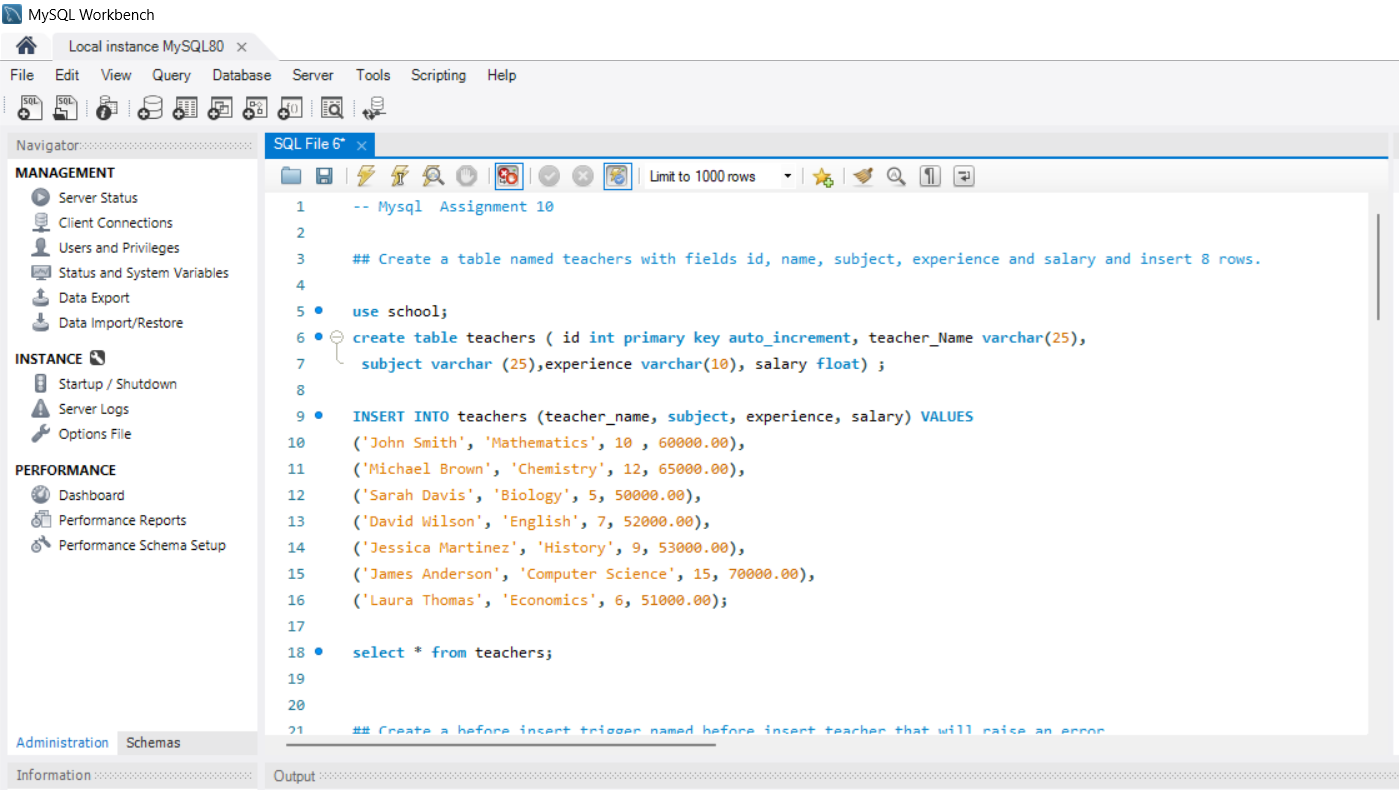 MySQL Workbench
Local instance MySQL80
File Edit View Query Database Server Tools Scripting Help
Navigator
MANAGEMENT
Server Status
Client Connections
Users and Privileges
Status and System Variables
Data Export
Data Import/Restore
INSTANCE
Startup / Shutdown
Server Logs
Options File
PERFORMANCE
Dashboard
Performance Reports
Performance Schema Setup
Administration Schemas
Information
SQL File 6*
Limit to 1000 rows
1 -- Mysql  Assignment 10
2
3 ## Create a table named teachers with fields id, name, subject, experience and salary and insert 8 rows.
4
5 use school;
6 create table teachers ( id int primary key auto_increment, teacher_Name varchar(25),
7 subject varchar (25),experience varchar(10), salary float) ;
8
9 INSERT INTO teachers (teacher_name, subject, experience, salary) VALUES
10 ('John Smith', 'Mathematics', 10 , 60000.00),
11 ('Michael Brown', 'Chemistry', 12, 65000.00),
12 ('Sarah Davis', 'Biology', 5, 50000.00),
13 ('David Wilson', 'English', 7, 52000.00),
14 ('Jessica Martinez', 'History', 9, 53000.00),
15 ('James Anderson', 'Computer Science', 15, 70000.00),
16 ('Laura Thomas', 'Economics', 6, 51000.00);
17
18 select * from teachers;
19
20
21 ## Create a before insert trigger named before insert teacher that will raise an error
Output